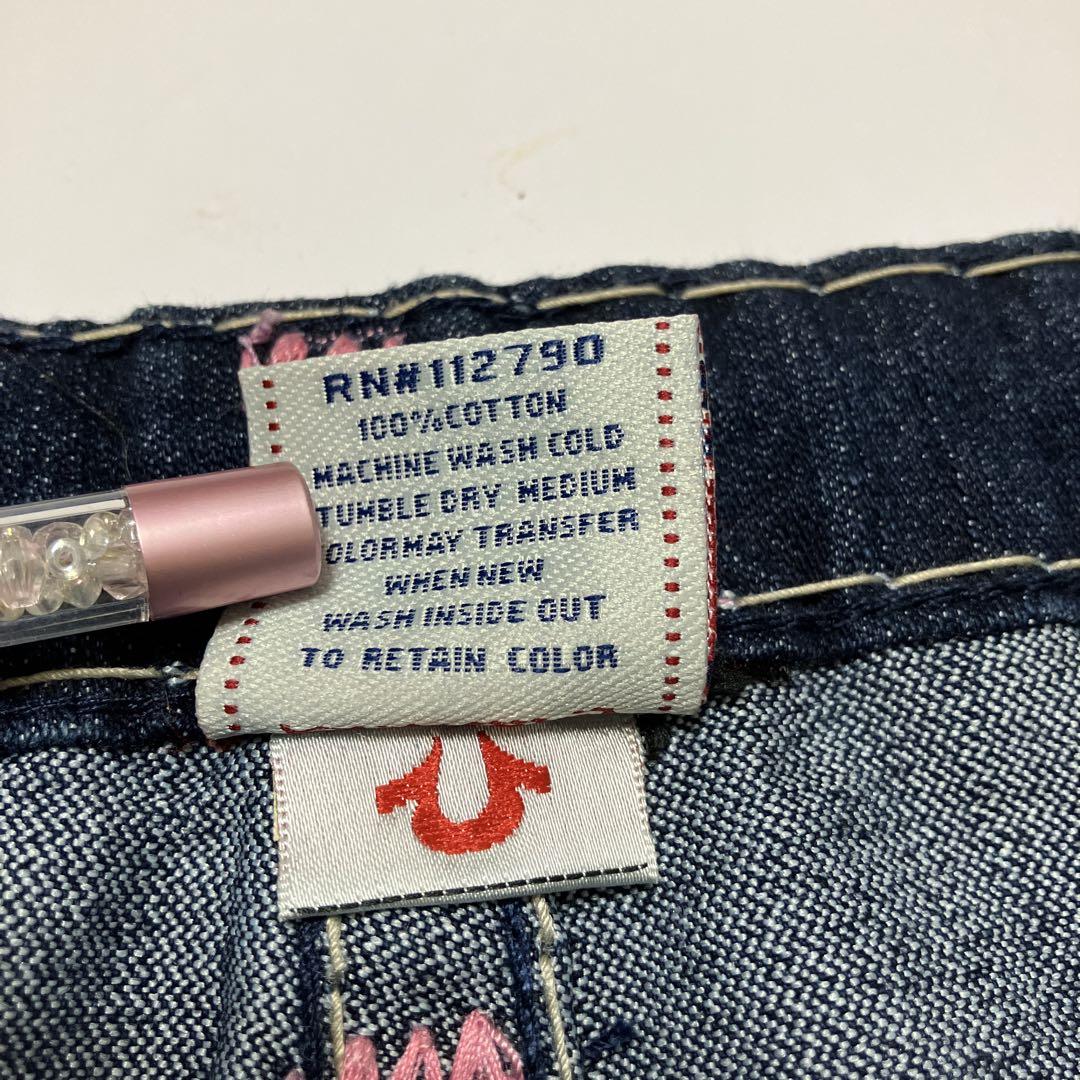 RN#112790
100%COTTON
MACHINE WASH COLD
TUMBLE DRY MEDIUM
OLORMAY TRANSFER
WHEN NEW
WASH INSIDE OUT
TO RETAIN COLOR